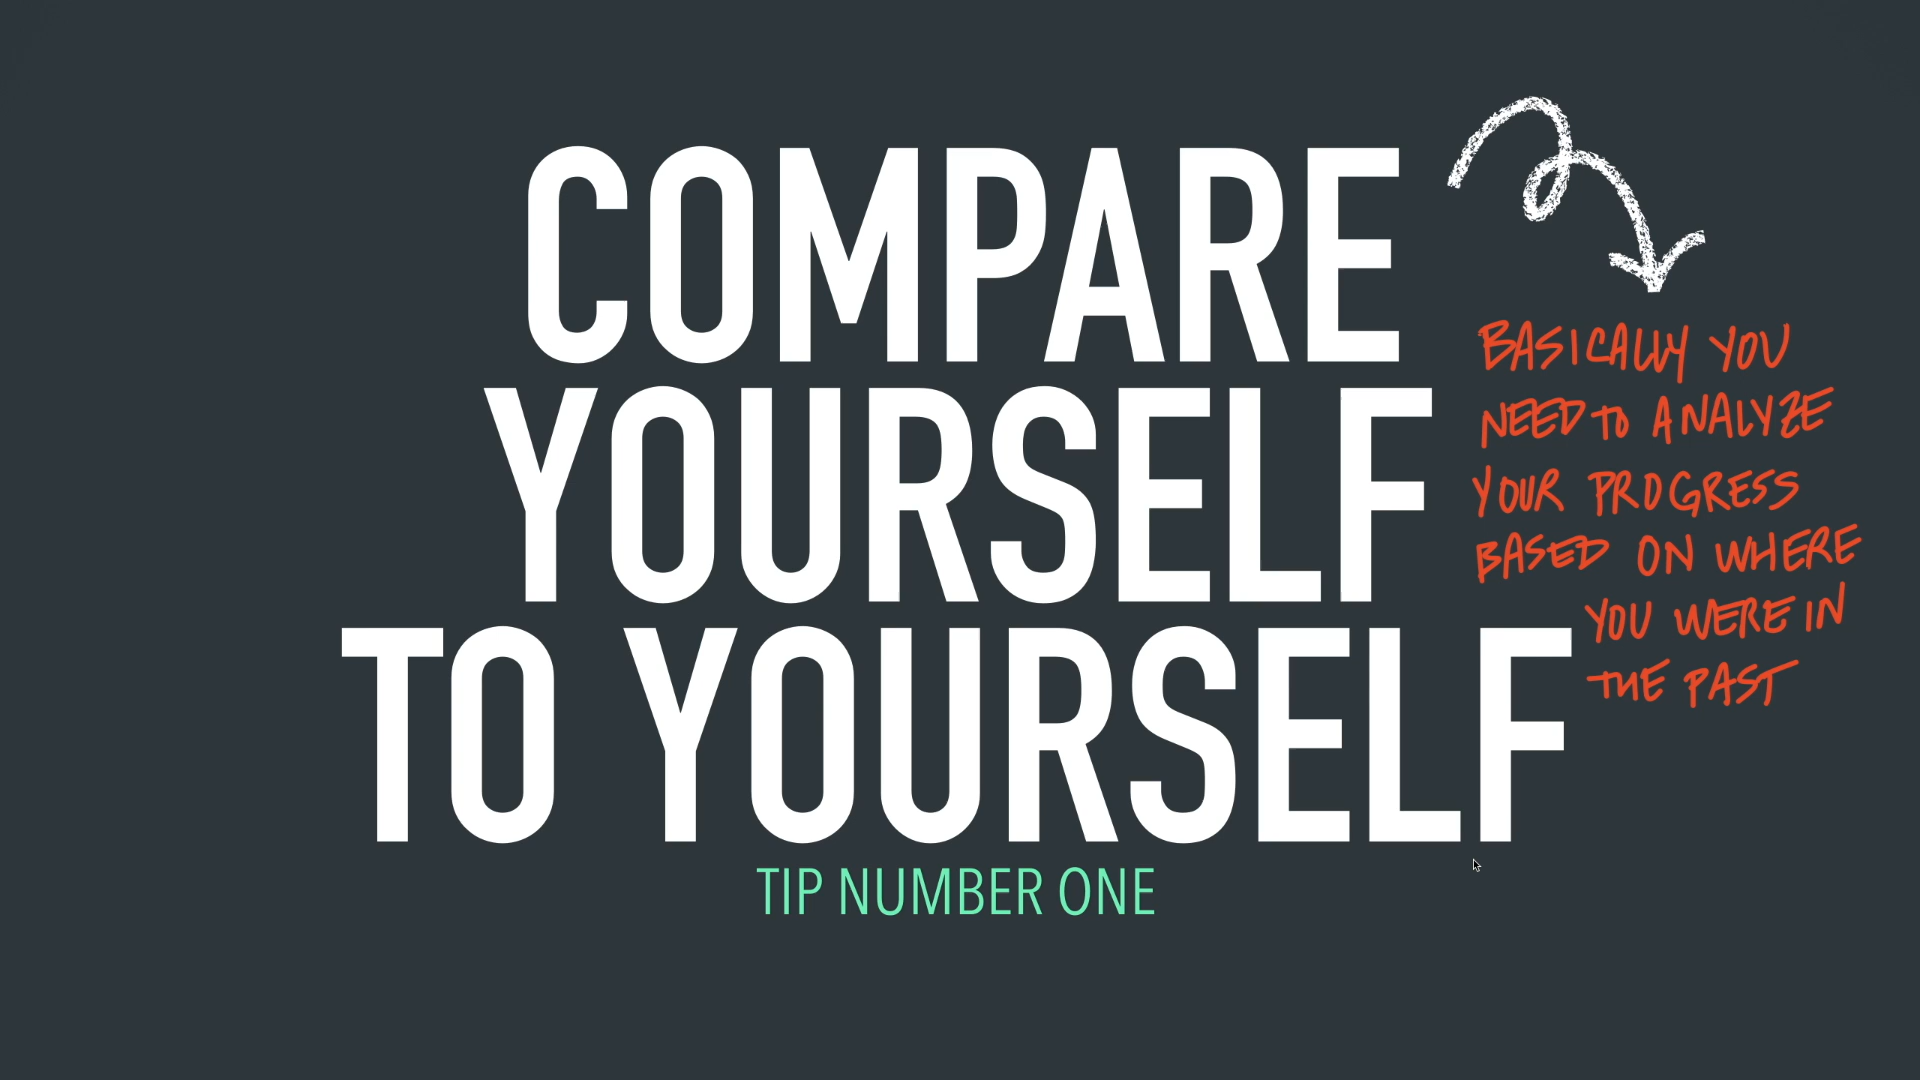 COMPARE
YOURSELF
TO YOURSELF
TIP NUMBER ONE
BASICALLY YOU
NEED TO ANALYZE
YOUR PROGRESS
BASED ON WHERE
YOU WERE IN
THE PAST